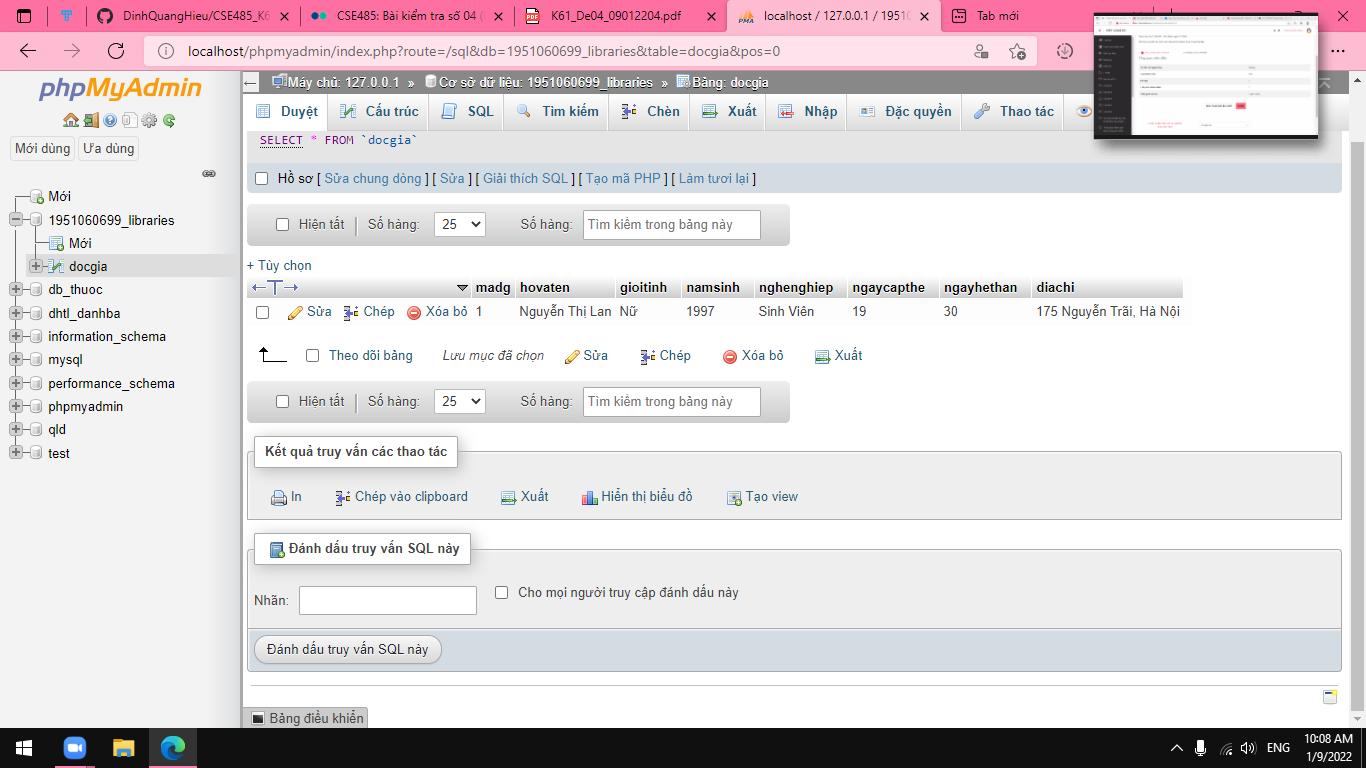 DinhQuangHieu/CSE485_K6
CSE485: Bài kiểm tra số 04 (
K61_De04_09012204.pdf
localhost / 127.0.0.1 / 19510
Tab mới
localhost/phpmyadmin/index.php?route=/sql&db=1951060699_libraries&table=docgia&pos=0
phpMyAdmin
Mới dùng
Ưa dùng
Mới
1951060699_libraries
Mới
docgia
db_thuoc
dhtl_danhba
information_schema
mysql
performance_schema
phpmyadmin
qld
test
Máy chủ: 127.0.0.1 » Cơ sở dữ liệu: 1951060699_libraries » Bảng: docgia
Duyệt Cấu trúc SQL Tìm kiếm Chèn Xuất Nhập Đặc quyền Thao tác
SELECT * FROM `docgia`
Hồ sơ [ Sửa chung dòng ] [ Sửa ] [ Giải thích SQL ] [ Tạo mã PHP ] [ Làm tươi lại ]
Hiện tất Số hàng: 25 Số hàng: Tìm kiếm trong bảng này
+ Tùy chọn
madg hovaten gioitinh namsinh nghenghiep ngaycapthe ngayhethan diachi
Sửa Chép Xóa bỏ 1 Nguyễn Thị Lan Nữ 1997 Sinh Viên 19 30 175 Nguyễn Trãi, Hà Nội
Theo dõi bảng Lưu mục đã chọn Sửa Chép Xóa bỏ Xuất
Hiện tất Số hàng: 25 Số hàng: Tìm kiếm trong bảng này
Kết quả truy vấn các thao tác
In Chép vào clipboard Xuất Hiển thị biểu đồ Tạo view
Đánh dấu truy vấn SQL này
Nhãn: Cho mọi người truy cập đánh dấu này
Đánh dấu truy vấn SQL này
Bảng điều khiển
ENG
10:08 AM
1/9/2022